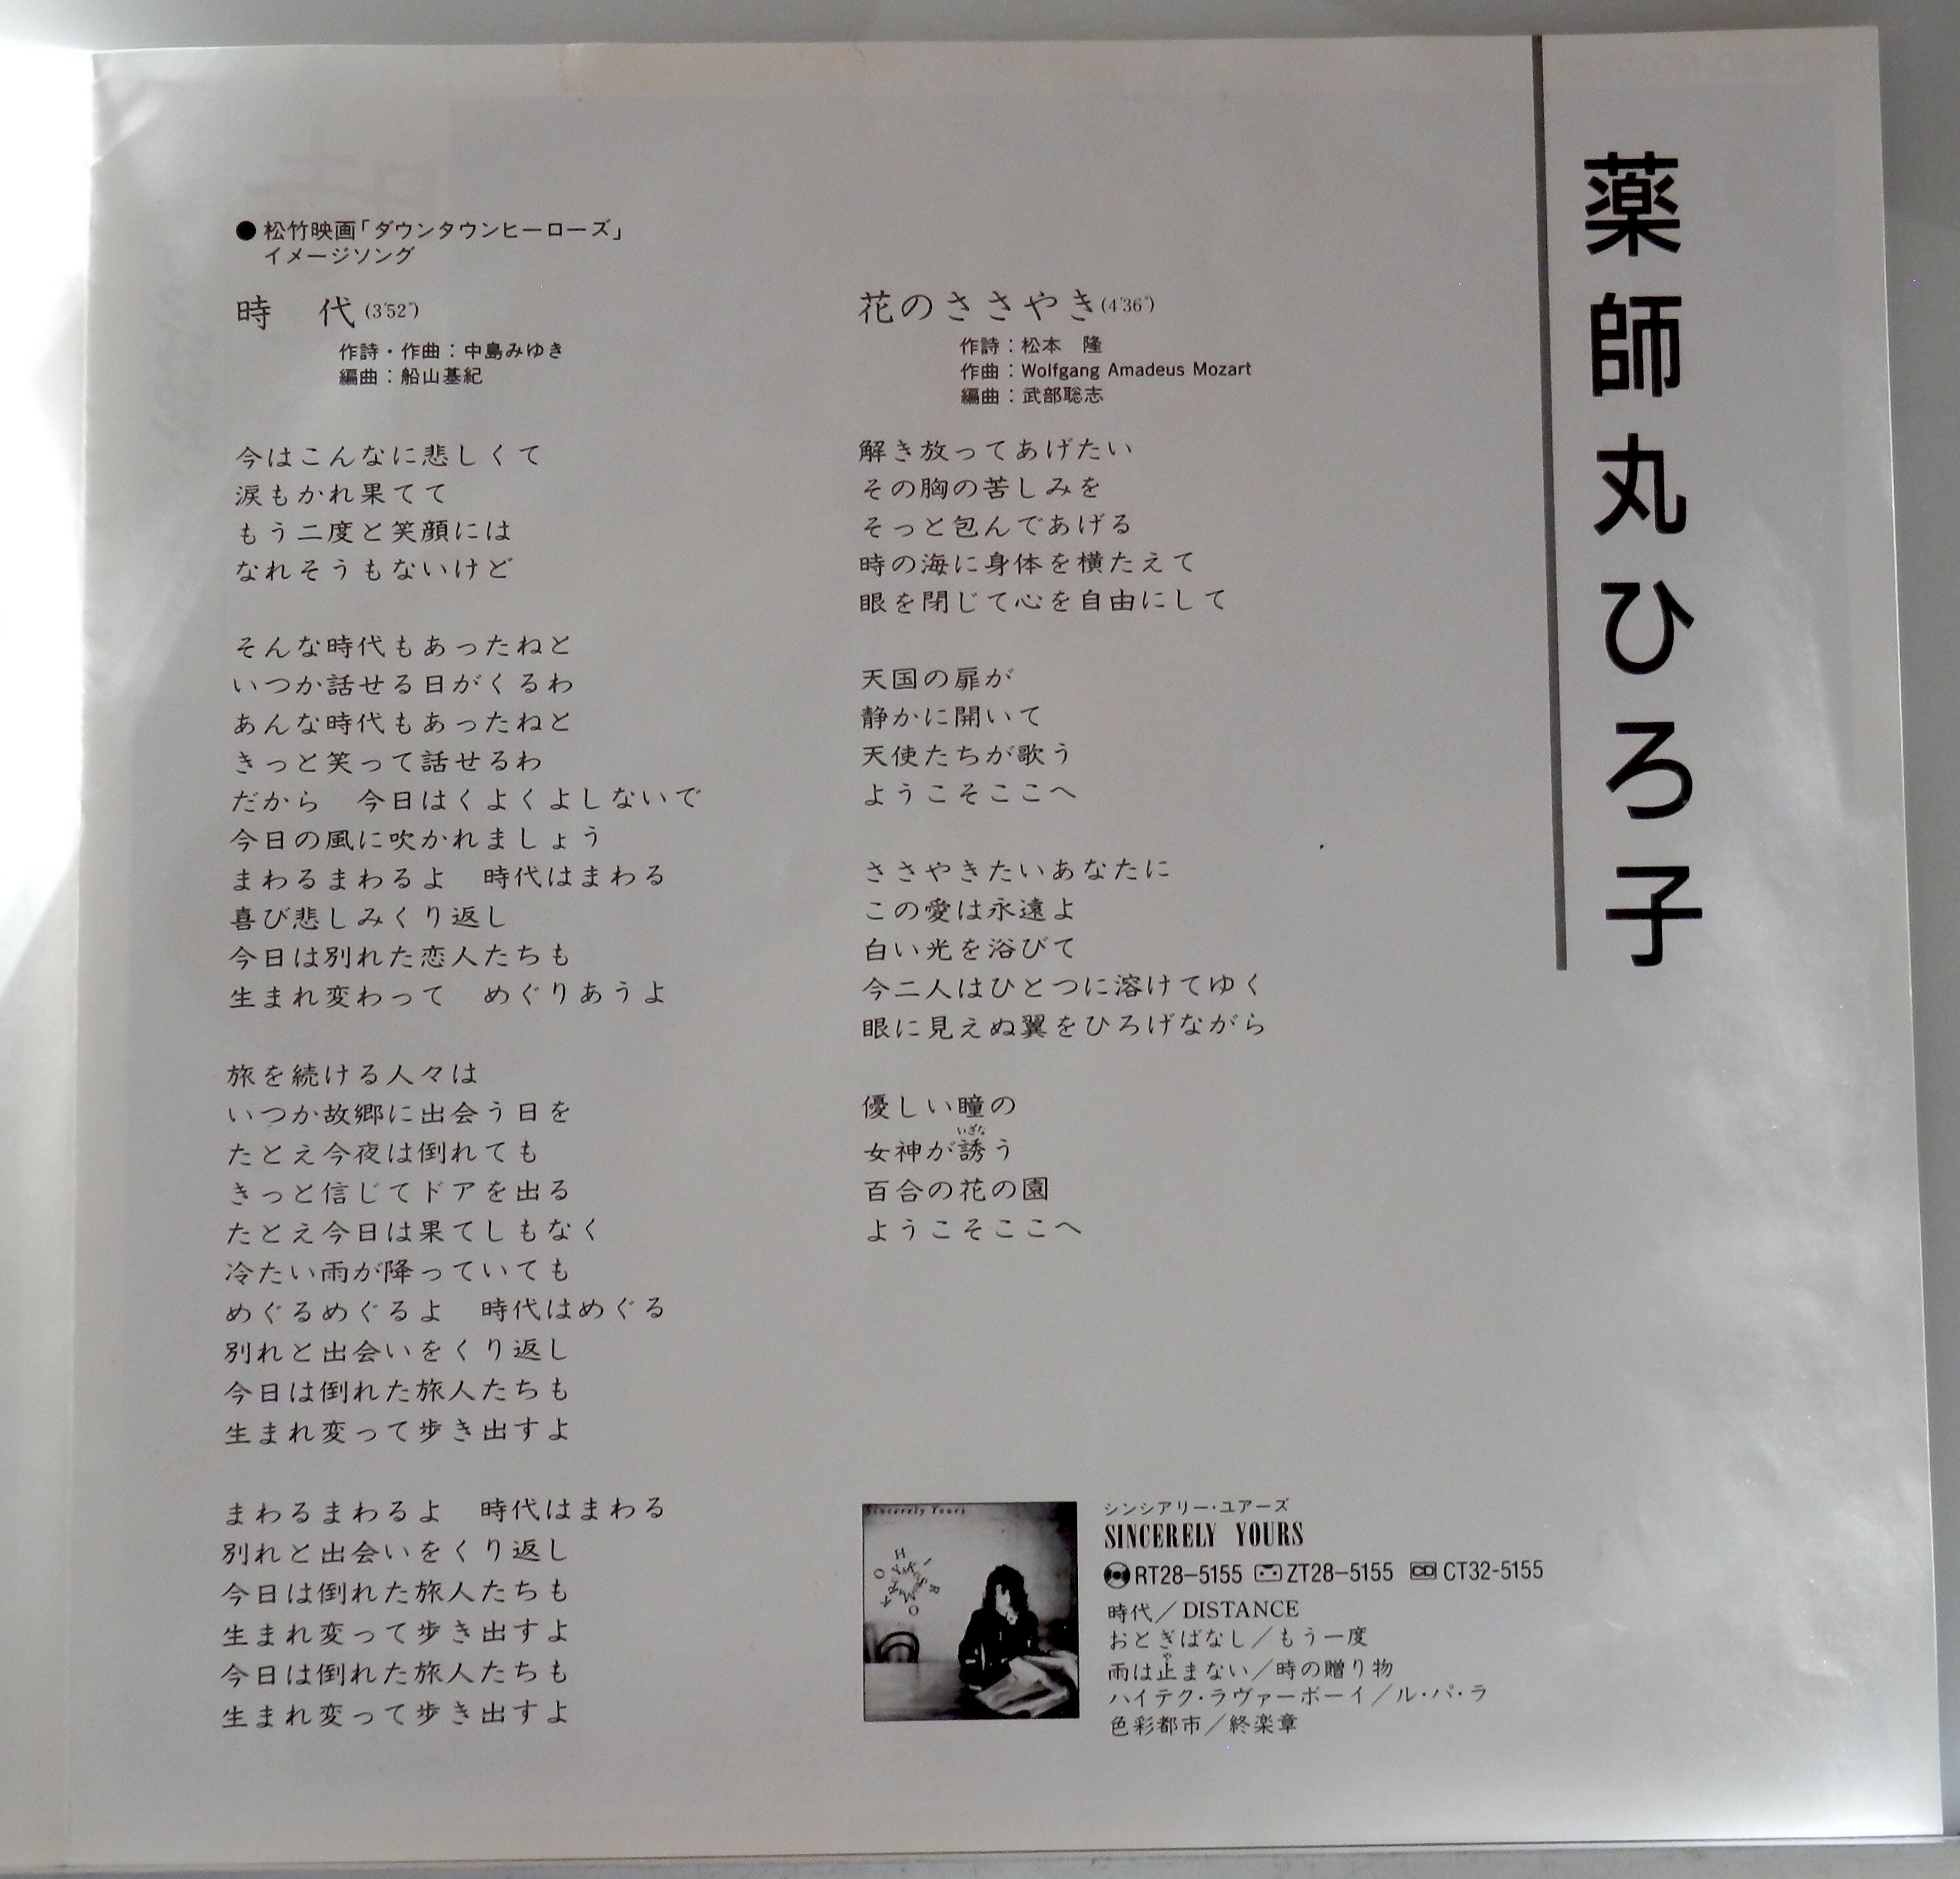 薬師丸ひろ子
●松竹映画「ダウンタウンヒーローズ」
イメージソング
時 代(3'52")
作詩・作曲：中島みゆき
編曲：船山基紀
今はこんなに悲しくて
涙もかれ果てて
もう二度と笑顔には
なれそうもないけど
そんな時代もあったねと
いつか話せる日がくるわ
あんな時代もあったねと
きっと笑って話せるわ
だから 今日はくよくよしないで
今日の風に吹かれましょう
まわるまわるよ 時代はまわる
喜び悲しみくり返し
今日は別れた恋人たちも
生まれ変わって めぐりあうよ
旅を続ける人々は
いつか故郷に出会う日を
たとえ今夜は倒れても
きっと信じてドアを出る
たとえ今日は果てしもなく
冷たい雨が降っていても
めぐるめぐるよ 時代はめぐる
別れと出会いをくり返し
今日は倒れた旅人たちも
生まれ変って歩き出すよ
まわるまわるよ 時代はまわる
別れと出会いをくり返し
今日は倒れた旅人たちも
生まれ変って歩き出すよ
今日は倒れた旅人たちも
生まれ変って歩き出すよ
花のささやき(4'36")
作詩：松本 隆
作曲：Wolfgang Amadeus Mozart
編曲：武部聡志
解き放ってあげたい
その胸の苦しみを
そっと包んであげる
時の海に身体を横たえて
眼を閉じて心を自由にして
天国の扉が
静かに開いて
天使たちが歌う
ようこそここへ
ささやきたいあなたに
この愛は永遠よ
白い光を浴びて
今二人はひとつに溶けてゆく
眼に見えぬ翼をひろげながら
優しい瞳の
いざな
女神が誘う
百合の花の園
ようこそここへ
Sincerely Yours
シンシアリー・ユアーズ
SINCERELY YOURS
RT28-5155 ZT28-5155 CD CT32-5155
時代／DISTANCE
おとぎばなし／もう一度
や
雨は止まない／時の贈り物
ハイテク・ラヴァーボーイ／ル・パ・ラ
色彩都市／終楽章